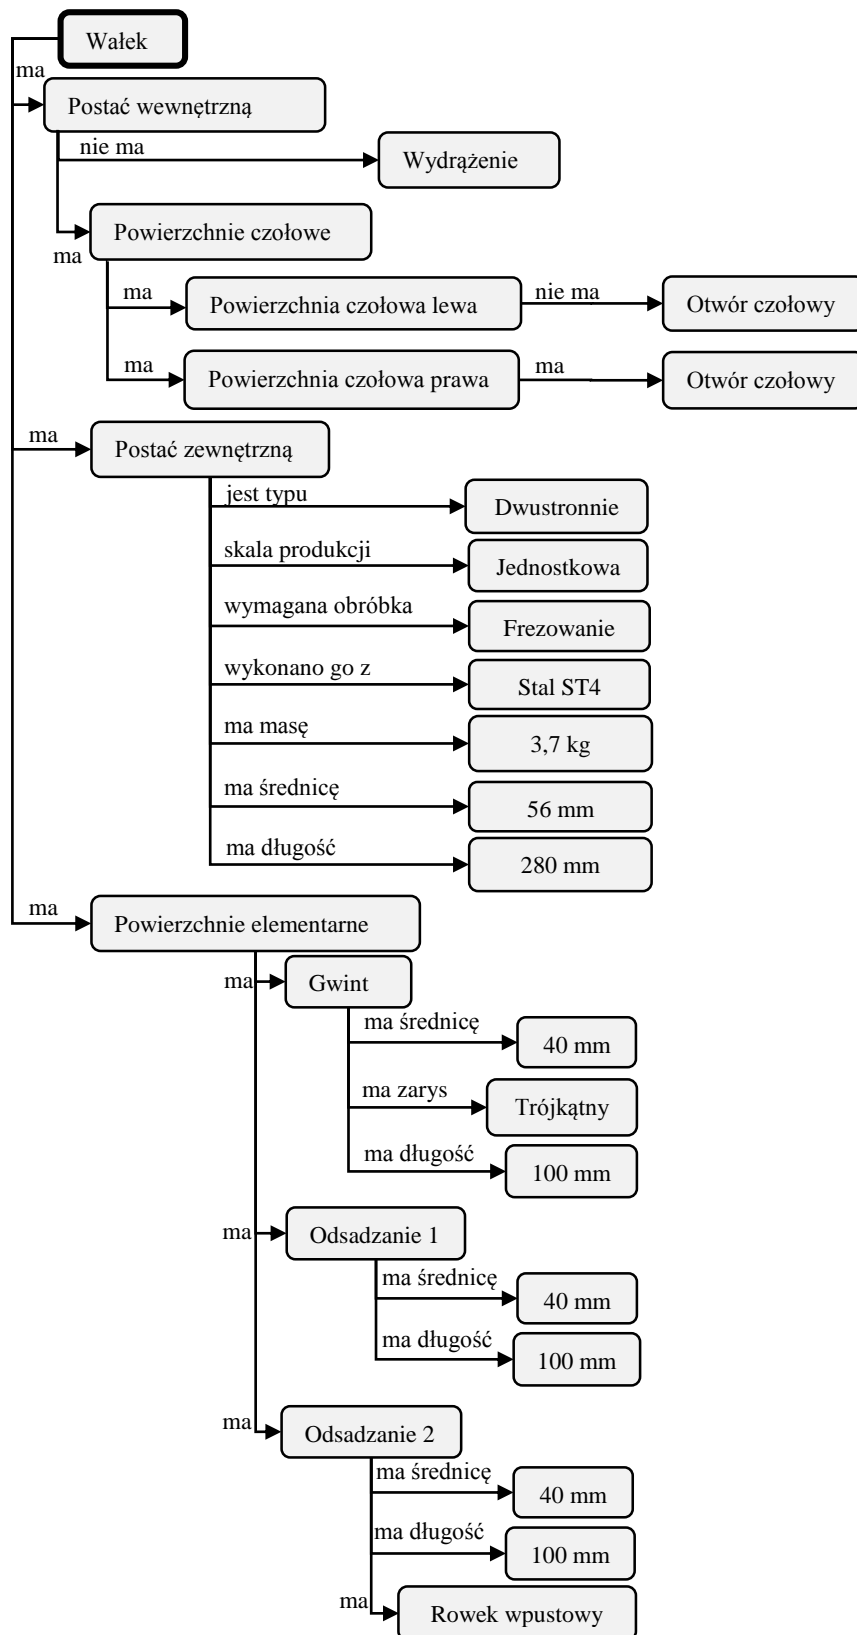 Wałek
ma
Postać wewnętrzną
nie ma
Wydrążenie
Powierzchnie czołowe
ma
ma
Powierzchnia czołowa lewa
nie ma
Otwór czołowy
ma
Powierzchnia czołowa prawa
ma
Otwór czołowy
ma
Postać zewnętrzną
jest typu
Dwustronnie
skala produkcji
Jednostkowa
wymagana obróbka
Frezowanie
wykonano go z
Stal ST4
ma masę
3,7 kg
ma średnicę
56 mm
ma długość
280 mm
ma
Powierzchnie elementarne
ma
Gwint
ma średnicę
40 mm
ma zarys
Trójkątny
ma długość
100 mm
ma
Odsadzanie 1
ma średnicę
40 mm
ma długość
100 mm
ma
Odsadzanie 2
ma średnicę
40 mm
ma długość
100 mm
ma
Rowek wpustowy